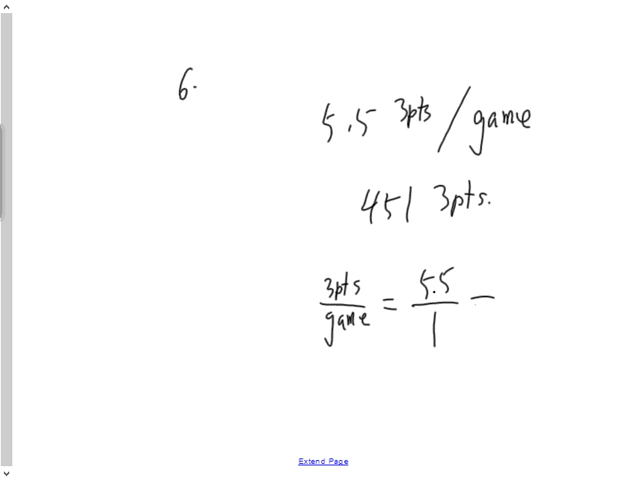 6.
5.5 3pts / game
451 3pts.
3pts/game = 5.5/1 =
Extend Page